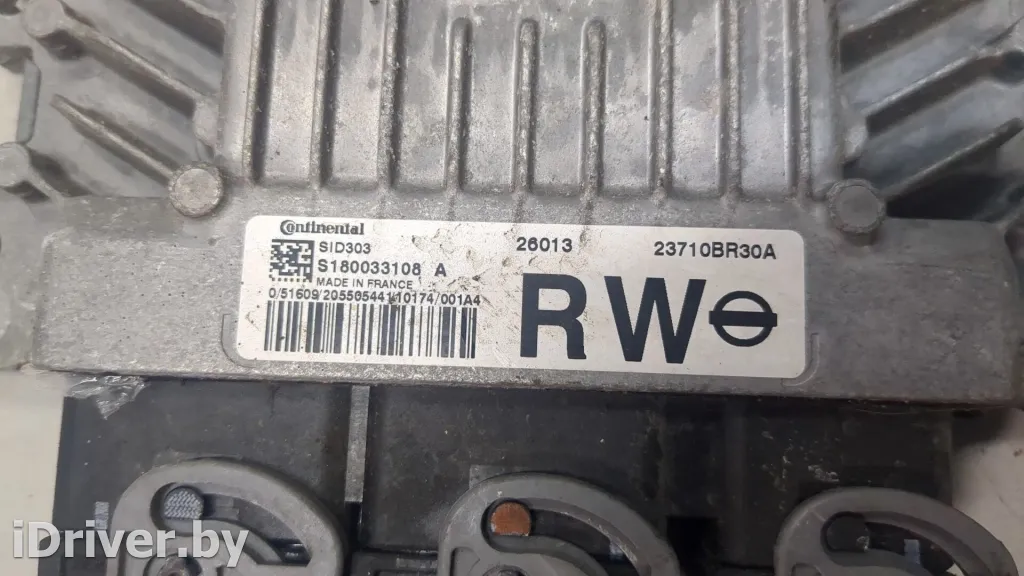 Continental
SID303
S180033108 A
MADE IN FRANCE
0/51609/20550544110174/001A4
26013
23710BR30A
RW
iDriver.by